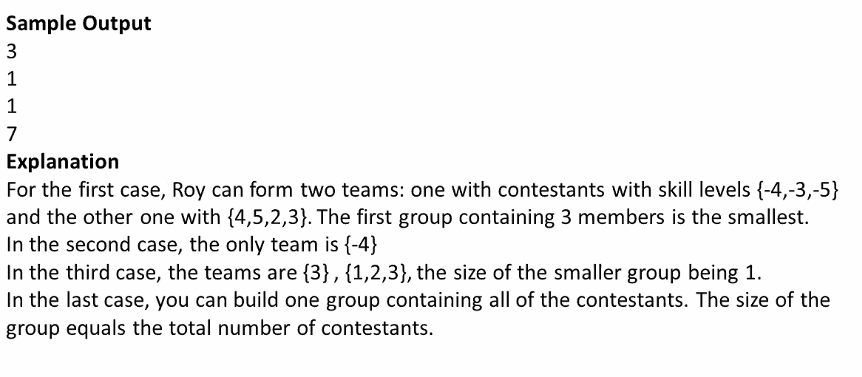 Sample Output
3
1
1
7
Explanation
For the first case, Roy can form two teams: one with contestants with skill levels {-4,-3,-5}
and the other one with {4,5,2,3}. The first group containing 3 members is the smallest.
In the second case, the only team is {-4}
In the third case, the teams are {3} , {1,2,3}, the size of the smaller group being 1.
In the last case, you can build one group containing all of the contestants. The size of the
group equals the total number of contestants.